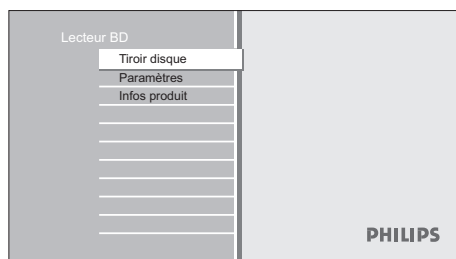 Lecteur BD
Tiroir disque
Paramètres
Infos produit
PHILIPS